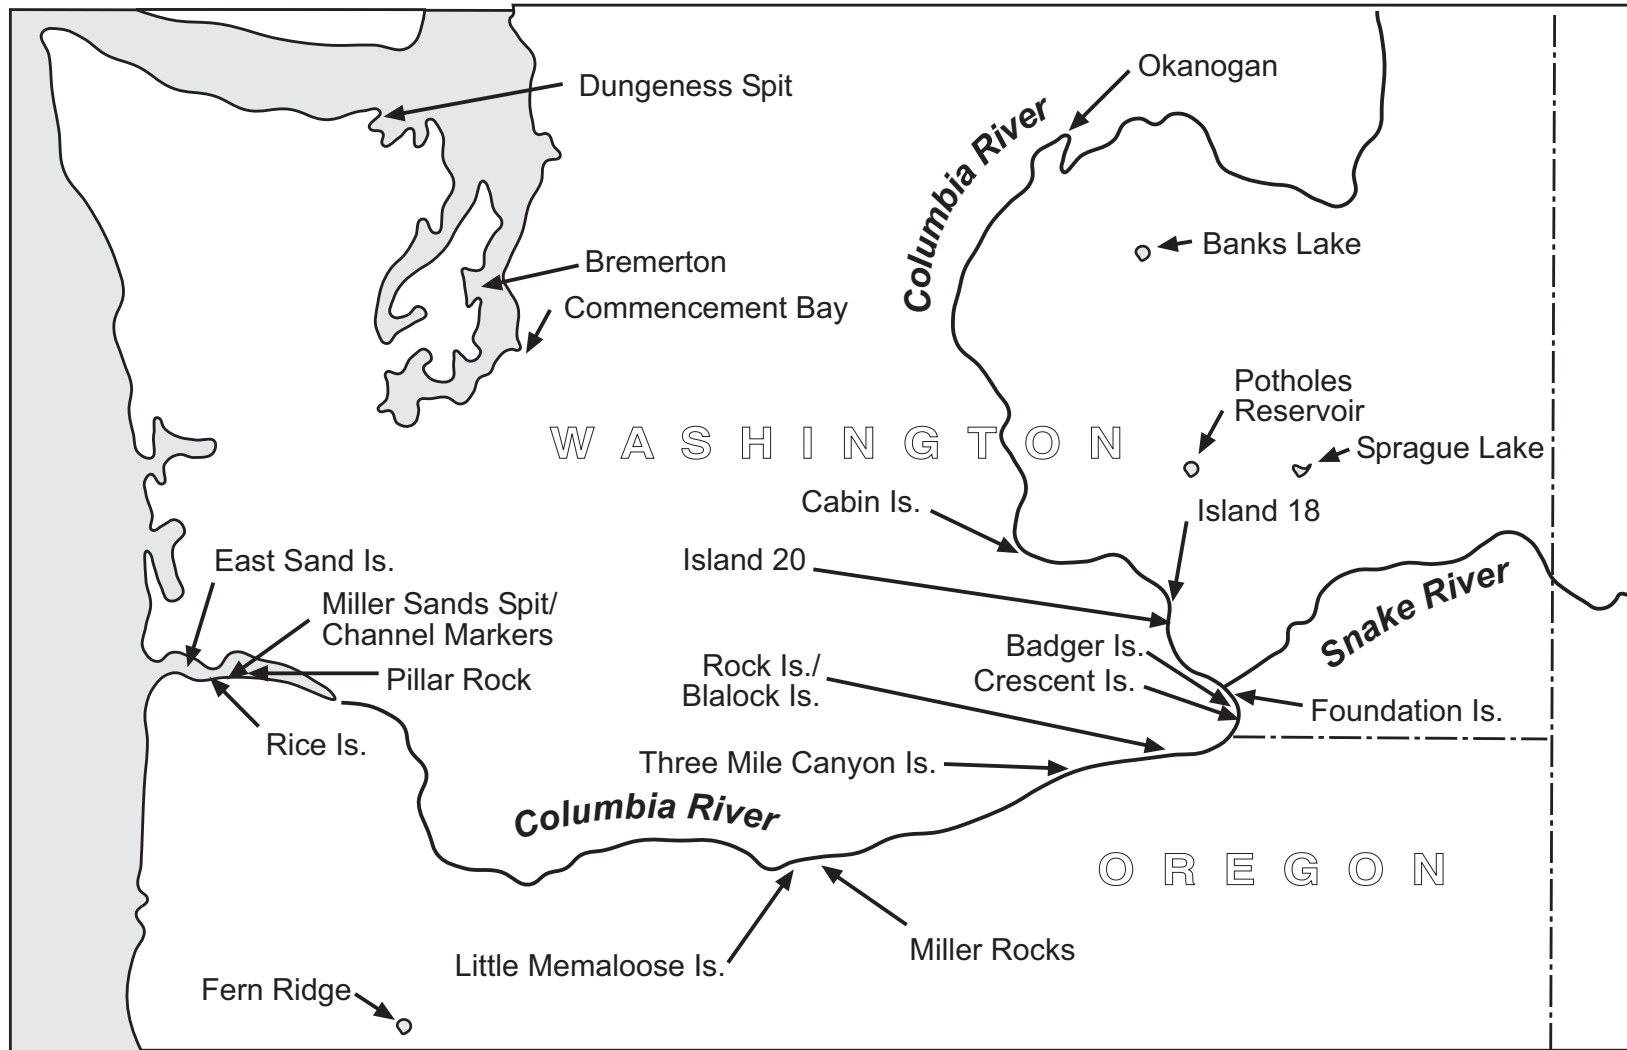 Okanogan
Dungeness Spit
Columbia River
Banks Lake
Bremerton
Commencement Bay
Potholes
Reservoir
WASHINGTON
Sprague Lake
Cabin Is.
Island 18
East Sand Is.
Island 20
Miller Sands Spit/
Channel Markers
Snake River
Badger Is.
Rock Is./
Blalock Is.
Crescent Is.
Pillar Rock
Foundation Is.
Rice Is.
Three Mile Canyon Is.
Columbia River
OREGON
Miller Rocks
Little Memaloose Is.
Fern Ridge